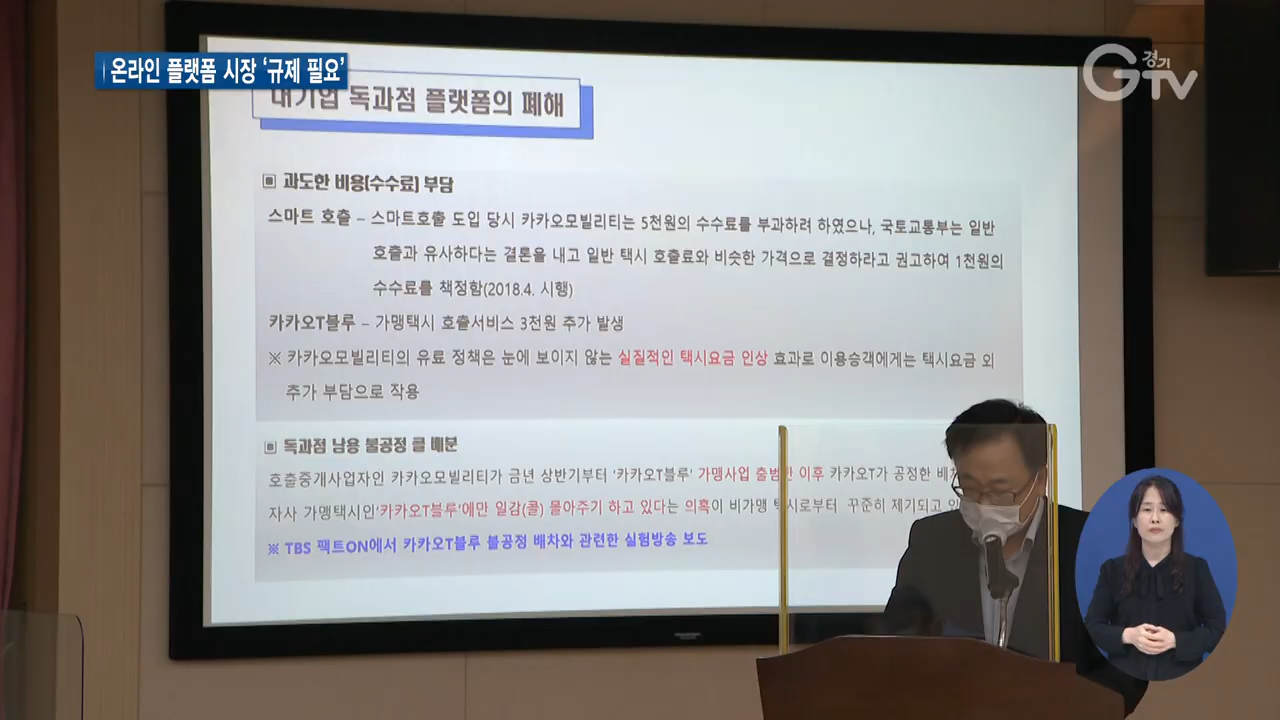 온라인 플랫폼 시장 '규제 필요'
경기
GTV
대기업 독과점 플랫폼의 폐해
▣ 과도한 비용(수수료) 부담
스마트 호출 – 스마트호출 도입 당시 카카오모빌리티는 5천원의 수수료를 부과하려 하였으나, 국토교통부는 일반
호출과 유사하다는 결론을 내고 일반 택시 호출료와 비슷한 가격으로 결정하라고 권고하여 1천원의
수수료를 책정함(2018.4. 시행)
카카오T블루 – 가맹택시 호출서비스 3천원 추가 발생
※ 카카오모빌리티의 유료 정책은 눈에 보이지 않는 실질적인 택시요금 인상 효과로 이용승객에게는 택시요금 외
추가 부담으로 작용
▣ 독과점 남용 불공정 콜 배분
호출중개사업자인 카카오모빌리티가 금년 상반기부터 '카카오T블루' 가맹사업 출범한 이후 카카오T가 공정한
자사 가맹택시인'카카오T블루'에만 일감(콜) 몰아주기 하고 있다는 의혹이 비가맹 택시로부터 꾸준히 제기되고
※ TBS 팩트ON에서 카카오T블루 불공정 배차와 관련한 실험방송 보도